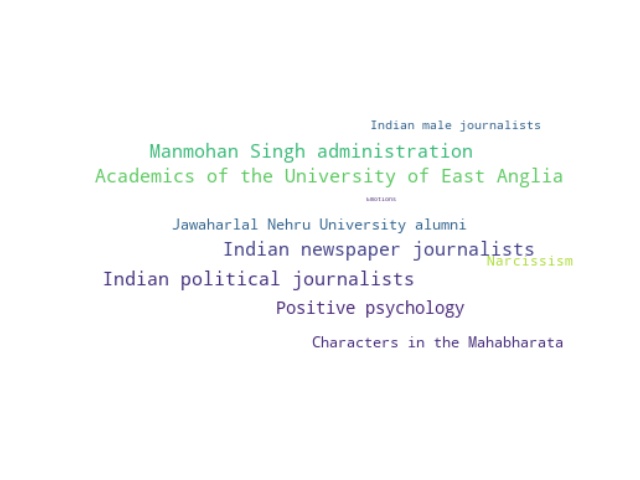 Indian male journalists
Manmohan Singh administration
Academics of the University of East Anglia
Emotions
Jawaharlal Nehru University alumni
Indian newspaper journalists
Narcissism
Indian political journalists
Positive psychology
Characters in the Mahabharata